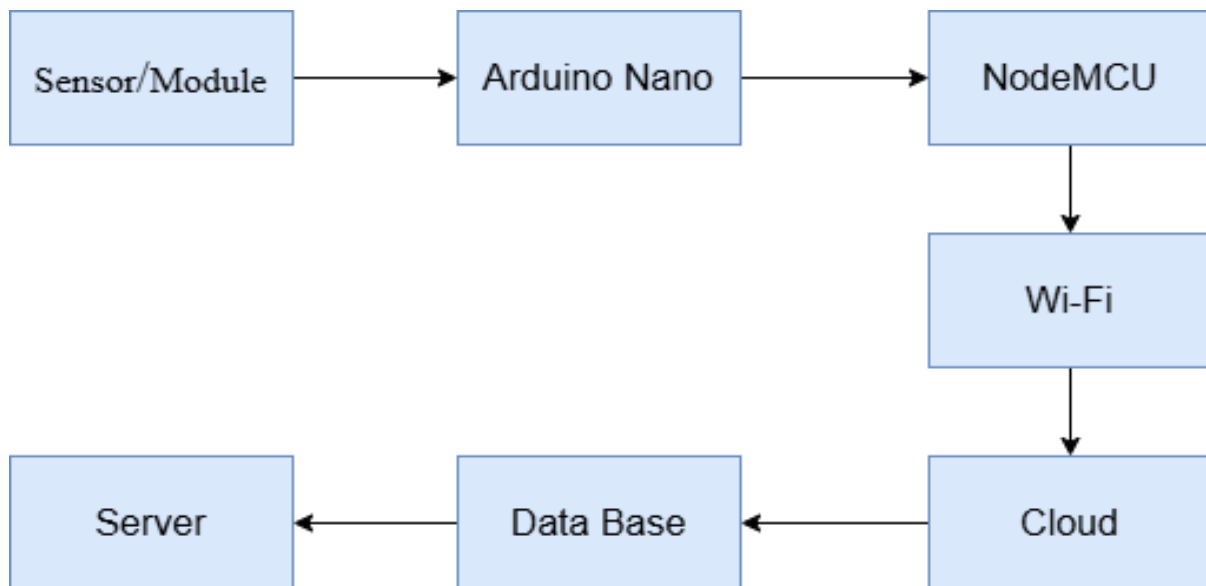 Sensor/Module
Arduino Nano
NodeMCU
Wi-Fi
Cloud
Data Base
Server